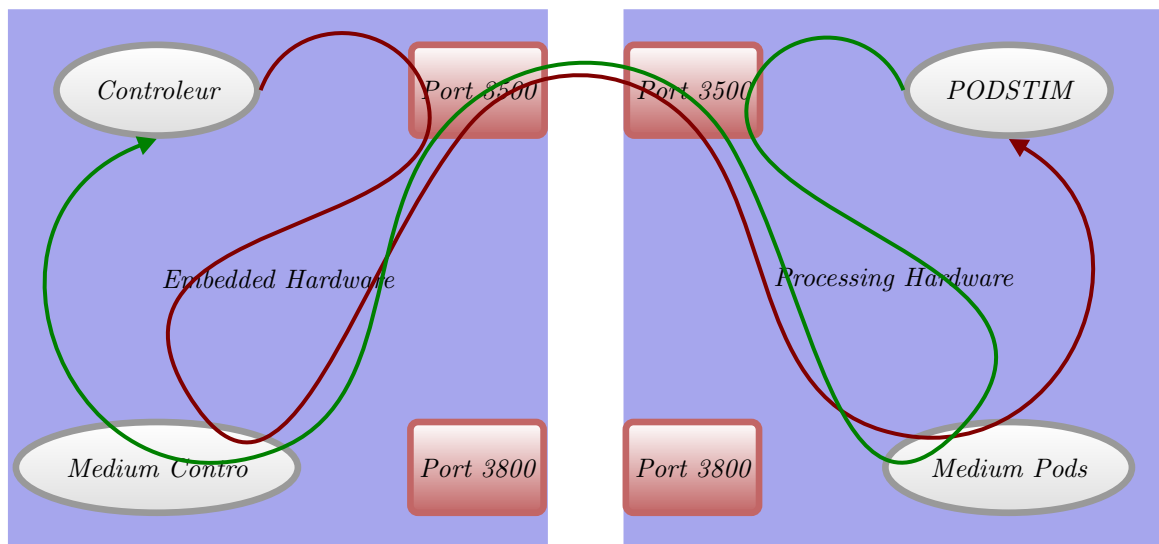 Controleur
Port 3500
Port 3500
PODSTIM
Embedded Hardware
Processing Hardware
Medium Contro
Port 3800
Port 3800
Medium Pods